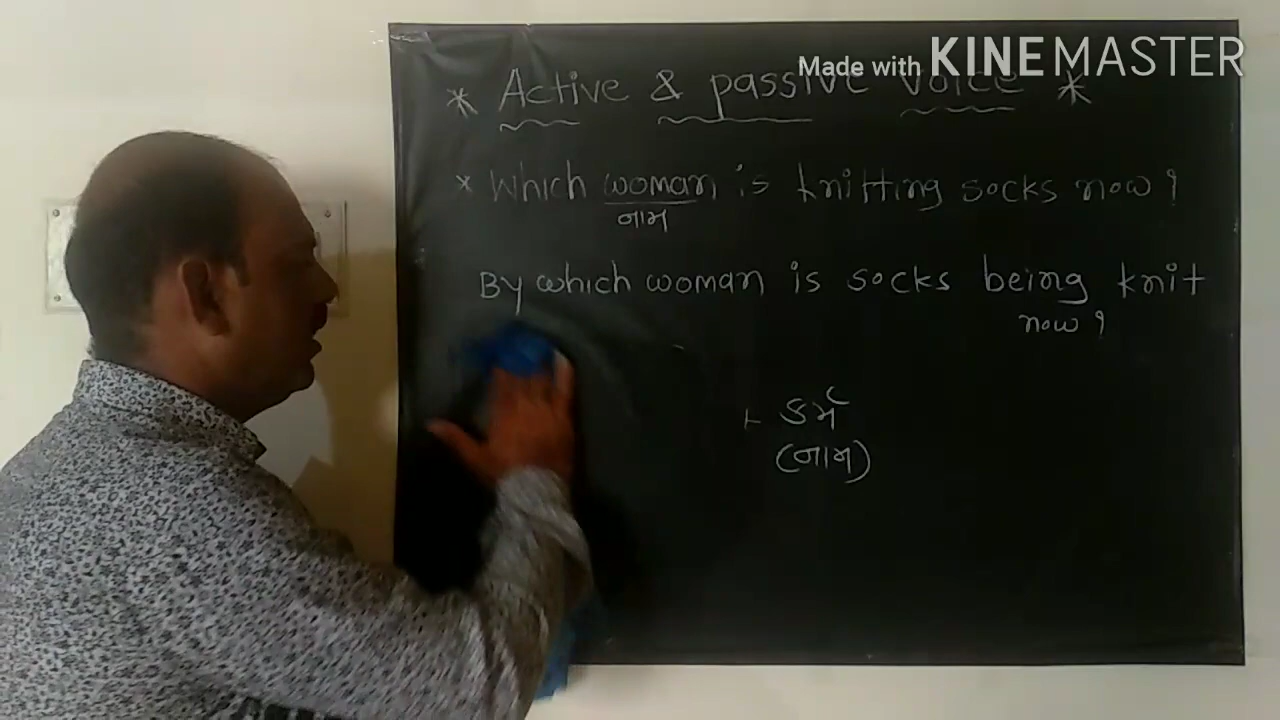 Made with KINEMASTER
* Active & passive voice *
* Which woman is knitting socks now?
નામ
By which woman is socks being knit
now?
+ કર્મ
(નામ)